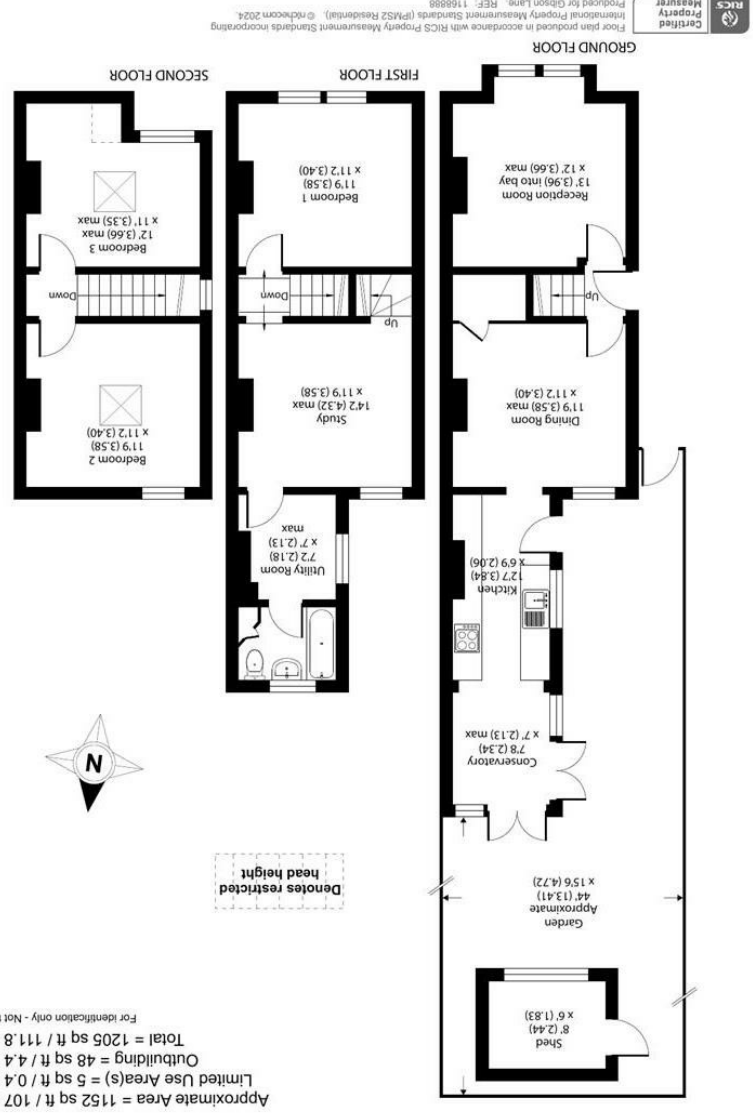 Approximate Area = 1152 sq ft / 107
Limited Use Area(s) = 5 sq ft / 0.4
Outbuilding = 48 sq ft / 4.4
Total = 1205 sq ft / 111.8
For identification only - Not
Shed
8' (2.44)
x 6' (1.83)
Garden
Approximate
44' (13.41)
x 15'6 (4.72)
Denotes restricted
head height
N
Conservatory
7'8 (2.34)
x 7' (2.13) max
Kitchen
12'7 (3.84)
x 6'9 (2.06)
Dining Room
11'9 (3.58) max
x 11'2 (3.40)
Up
Reception Room
13' (3.96) into bay
x 12' (3.66) max
GROUND FLOOR
Utility Room
7'2 (2.18)
x 7' (2.13)
max
Study
14'2 (4.32) max
x 11'9 (3.58)
Up
Down
Bedroom 1
11'9 (3.58)
x 11'2 (3.40)
FIRST FLOOR
Bedroom 2
11'9 (3.58)
x 11'2 (3.40)
Down
Bedroom 3
12' (3.66) max
x 11' (3.35) max
SECOND FLOOR
RICS
Certified
Property
Measurer
Floor plan produced in accordance with RICS Property Measurement Standards incorporating
International Property Measurement Standards (IPMS2 Residential). © nichecom 2024.
Produced for Gibson Lane. REF: 1168888